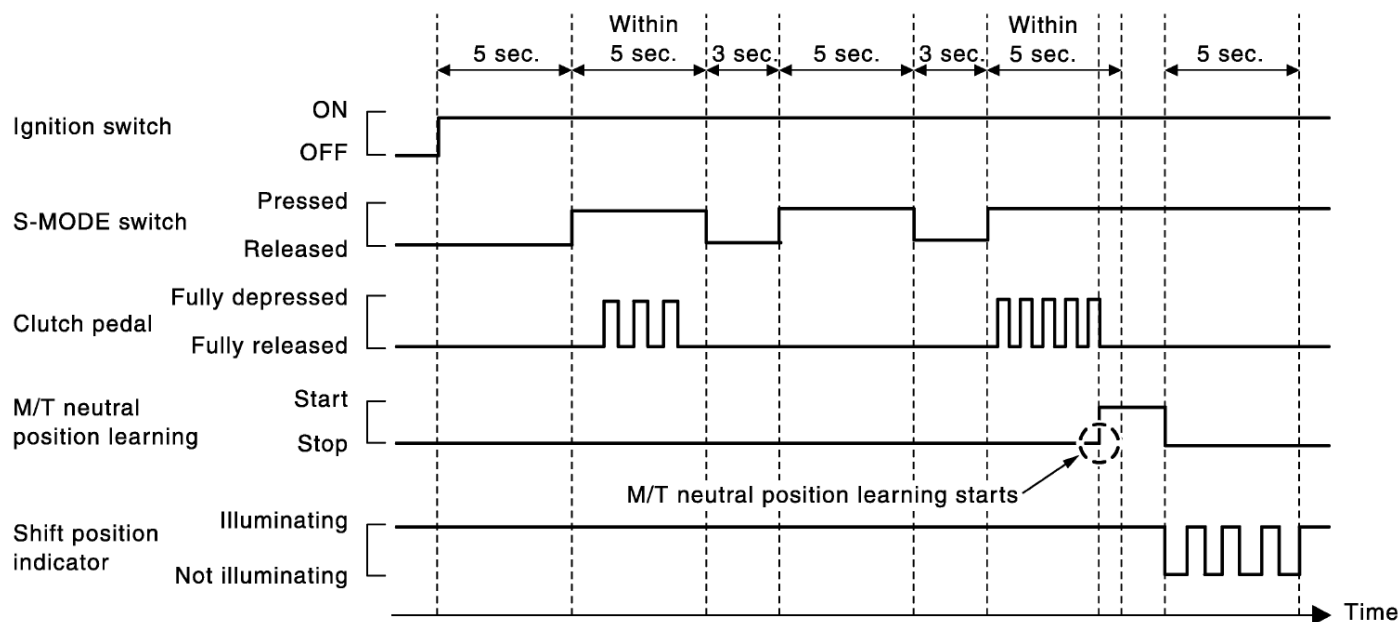 Within
Within
5 sec.
5 sec.
3 sec.
5 sec.
3 sec.
5 sec.
5 sec.
Ignition switch
ON
OFF
S-MODE switch
Pressed
Released
Clutch pedal
Fully depressed
Fully released
M/T neutral
position learning
Start
Stop
M/T neutral position learning starts
Shift position
indicator
Illuminating
Not illuminating
Time